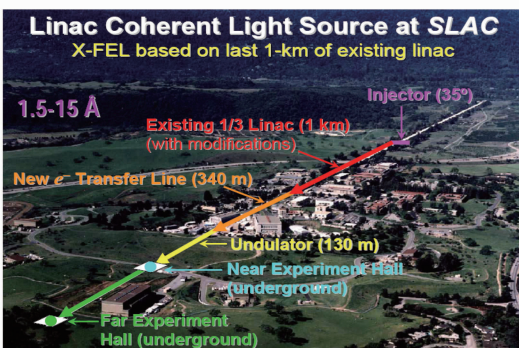 Linac Coherent Light Source at SLAC
X-FEL based on last 1-km of existing linac
1.5-15 Å
Injector (35º)
Existing 1/3 Linac (1 km)
(with modifications)
New e⁻ Transfer Line (340 m)
Undulator (130 m)
Near Experiment Hall
(underground)
Far Experiment
Hall (underground)